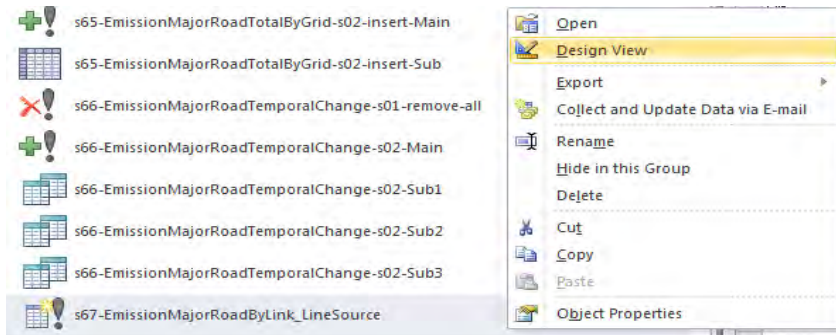 s65-EmissionMajorRoadTotalByGrid-s02-insert-Main
s65-EmissionMajorRoadTotalByGrid-s02-insert-Sub
s66-EmissionMajorRoadTemporalChange-s01-remove-all
s66-EmissionMajorRoadTemporalChange-s02-Main
s66-EmissionMajorRoadTemporalChange-s02-Sub1
s66-EmissionMajorRoadTemporalChange-s02-Sub2
s66-EmissionMajorRoadTemporalChange-s02-Sub3
s67-EmissionMajorRoadByLink_LineSource
Open
Design View
Export
Collect and Update Data via E-mail
Rename
Hide in this Group
Delete
Cut
Copy
Paste
Object Properties